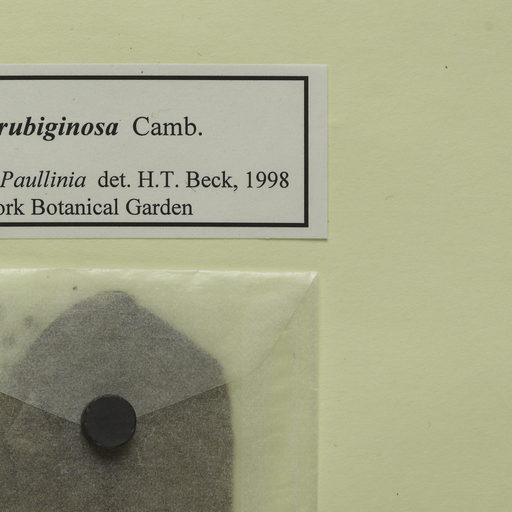 rubiginosa Camb.
Paullinia det. H.T. Beck, 1998
ork Botanical Garden